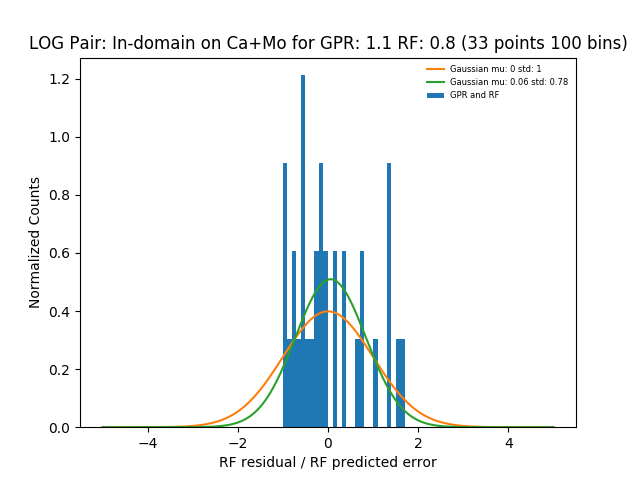 LOG Pair: In-domain on Ca+Mo for GPR: 1.1 RF: 0.8 (33 points 100 bins)
Gaussian mu: 0 std: 1
Gaussian mu: 0.06 std: 0.78
GPR and RF
Normalized Counts
1.2
1.0
0.8
0.6
0.4
0.2
0.0
−4 −2 0 2 4
RF residual / RF predicted error